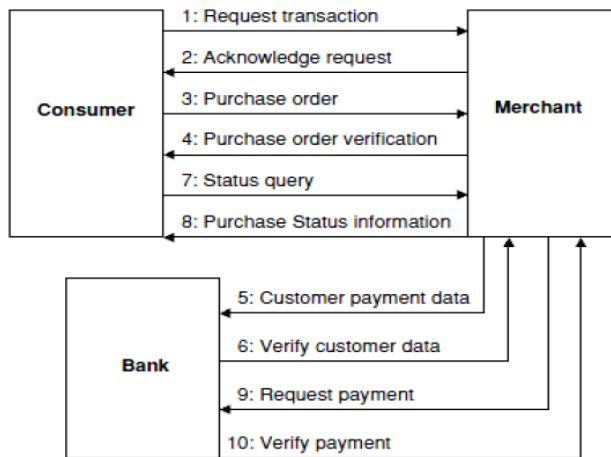 1: Request transaction
2: Acknowledge request
Consumer
3: Purchase order
Merchant
4: Purchase order verification
7: Status query
8: Purchase Status information
5: Customer payment data
6: Verify customer data
Bank
9: Request payment
10: Verify payment